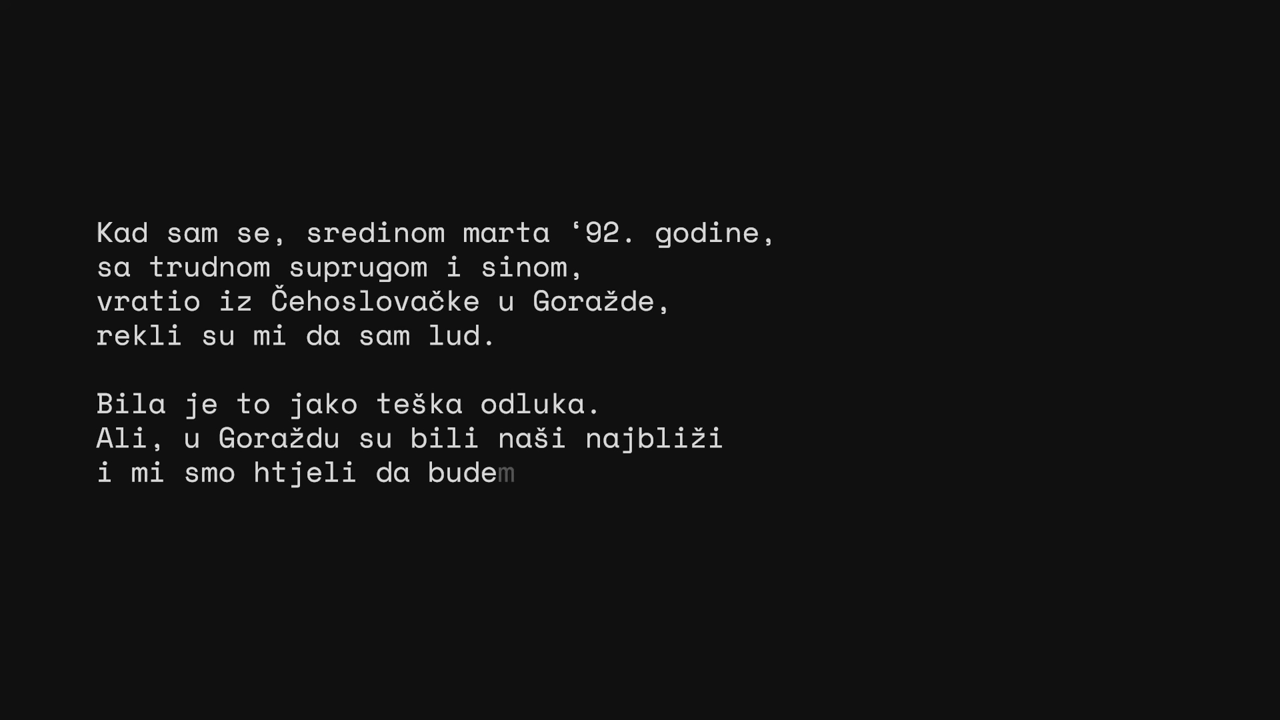 Kad sam se, sredinom marta ‘92. godine,
sa trudnom suprugom i sinom,
vratio iz Čehoslovačke u Goražde,
rekli su mi da sam lud.
Bila je to jako teška odluka.
Ali, u Goraždu su bili naši najbliži
i mi smo htjeli da budem